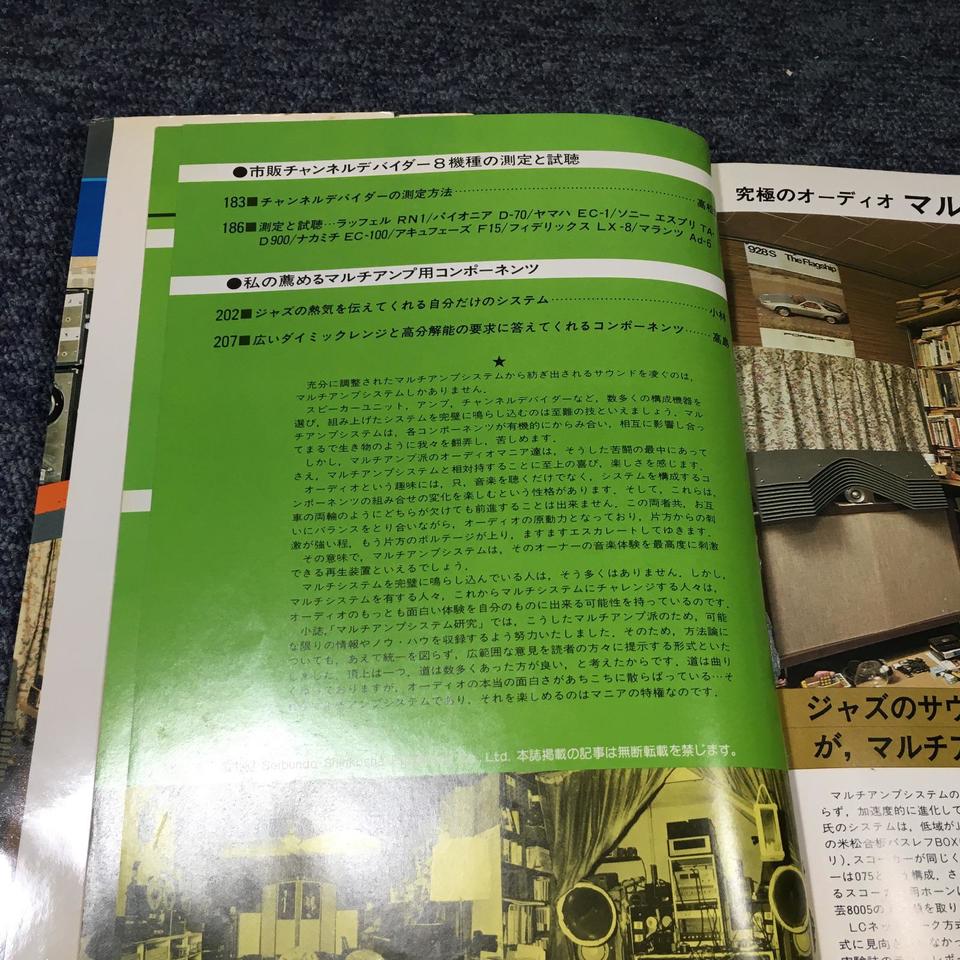 ●市販チャンネルデバイダー8機種の測定と試聴
183■チャンネルデバイダーの測定方法
186■測定と試聴…ラッフェル RN1/パイオニア D-70/ヤマハ EC-1/ソニー エスプリ TA-
D900/ナカミチ EC-100/アキュフェーズ F15/フィデリックス LX-8/マランツ Ad-6
●私の薦めるマルチアンプ用コンポーネンツ
202■ジャズの熱気を伝えてくれる自分だけのシステム……小林
207■広いダイミックレンジと高分解能の要求に答えてくれるコンポーネンツ……高島
★
充分に調整されたマルチアンプシステムから紡ぎ出されるサウンドを凌ぐのは,
マルチアンプシステムしかありません.
スピーカーユニット,アンプ,チャンネルデバイダーなど,数多くの構成機器を
選び,組み上げたシステムを完璧に鳴らし込むのは至難の技といえましょう.マル
チアンプシステムは,各コンポーネンツが有機的にからみ合い,相互に影響し合っ
てまるで生き物のように我々を翻弄し,苦しめます.
しかし,マルチアンプ派のオーディオマニア達は,そうした苦闘の最中にあって
さえ,マルチアンプシステムと相対持することに至上の喜び,楽しさを感じます.
オーディオという趣味には,只,音楽を聴くだけでなく,システムを構成するコ
ンポーネンツの組み合せの変化を楽しむという性格があります.そして,これらは,
車の両輪のようにどちらが欠けても前進することは出来ません.この両者共,お互
いにバランスをとり合いながら,オーディオの原動力となっており,片方からの刺
激が強い程,もう片方のボルテージが上り,ますますエスカレートしてゆきます.
その意味で,マルチアンプシステムは,そのオーナーの音楽体験を最高度に刺激
できる再生装置といえるでしょう.
マルチシステムを完璧に鳴らし込んでいる人は,そう多くはありません.しかし,
マルチシステムを有する人々,これからマルチシステムにチャレンジする人々は,
オーディオのもっとも面白い体験を自分のものに出来る可能性を持っているのです.
小誌,「マルチアンプシステム研究」では,こうしたマルチアンプ派のため,可能
な限りの情報やノウ・ハウを収録するよう努力いたしました.そのため,方法論に
ついても,あえて統一を図らず,広範囲な意見を読者の方々に提示する形式といた
しました.頂上は一つ,道は数多くあった方が良い,と考えたからです.道は曲り
ねっておりますが,オーディオの本当の面白さがあちこちに散らばっている…そ
アンプシステムであり,それを楽しめるのはマニアの特権なのです.
Seibundo Shinkosha Ltd. 本誌掲載の記事は無断転載を禁じます。
究極のオーディオ マル
928S The Flagship
ジャズのサウ
が,マルチア
マルチアンプシステムの
らず,加速度的に進化して
氏のシステムは,低域がJ
の米松合板バスレフBOX
リ).スコーカーが同じく
ーは075と 構成.さ
るスコー 用ホーンに
芸8005の を取り
LCネットワーク方式
式に見向き なかっ